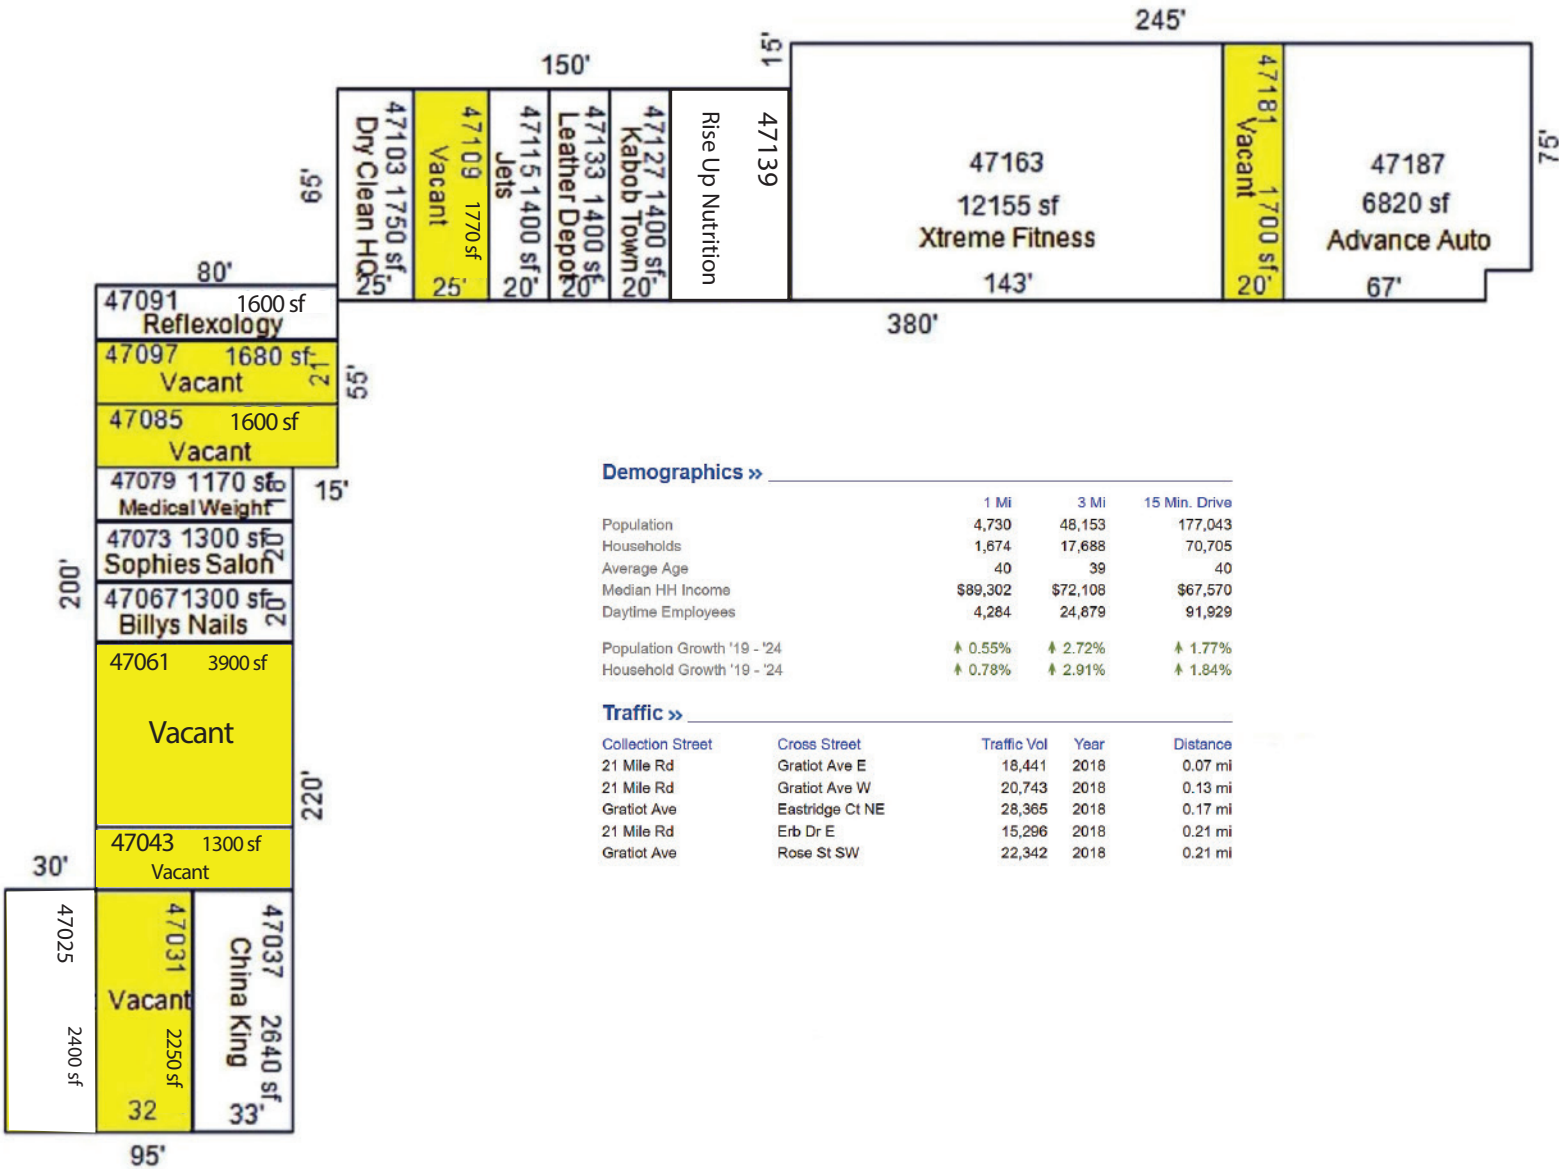 245'
15'
150'
65'
47103 1750 sf
Dry Clean HQ
25'
47109 1770 sf
Vacant
25'
47115 1400 sf
Jets
20'
47133 1400 sf
Leather Depot
20'
47127 1400 sf
Kabob Town
20'
47139
Rise Up Nutrition
47163
12155 sf
Xtreme Fitness
143'
47181 1700 sf
Vacant
20'
47187
6820 sf
Advance Auto
67'
75'
380'
80'
47091 1600 sf
Reflexology
47097 1680 sf
Vacant
21'
55'
47085 1600 sf
Vacant
47079 1170 sf
Medical Weight
18'
15'
47073 1300 sf
Sophies Salon
20'
47067 1300 sf
Billys Nails
20'
200'
47061 3900 sf
Vacant
220'
47043 1300 sf
Vacant
30'
47025
2400 sf
47031
Vacant
2250 sf
32
47037 2640 sf
China King
33'
95'
Demographics »
1 Mi 3 Mi 15 Min. Drive
Population 4,730 48,153 177,043
Households 1,674 17,688 70,705
Average Age 40 39 40
Median HH Income $89,302 $72,108 $67,570
Daytime Employees 4,284 24,879 91,929
Population Growth '19 - '24 0.55% 2.72% 1.77%
Household Growth '19 - '24 0.78% 2.91% 1.84%
Traffic »
Collection Street Cross Street Traffic Vol Year Distance
21 Mile Rd Gratiot Ave E 18,441 2018 0.07 mi
21 Mile Rd Gratiot Ave W 20,743 2018 0.13 mi
Gratiot Ave Eastridge Ct NE 28,365 2018 0.17 mi
21 Mile Rd Erb Dr E 15,296 2018 0.21 mi
Gratiot Ave Rose St SW 22,342 2018 0.21 mi